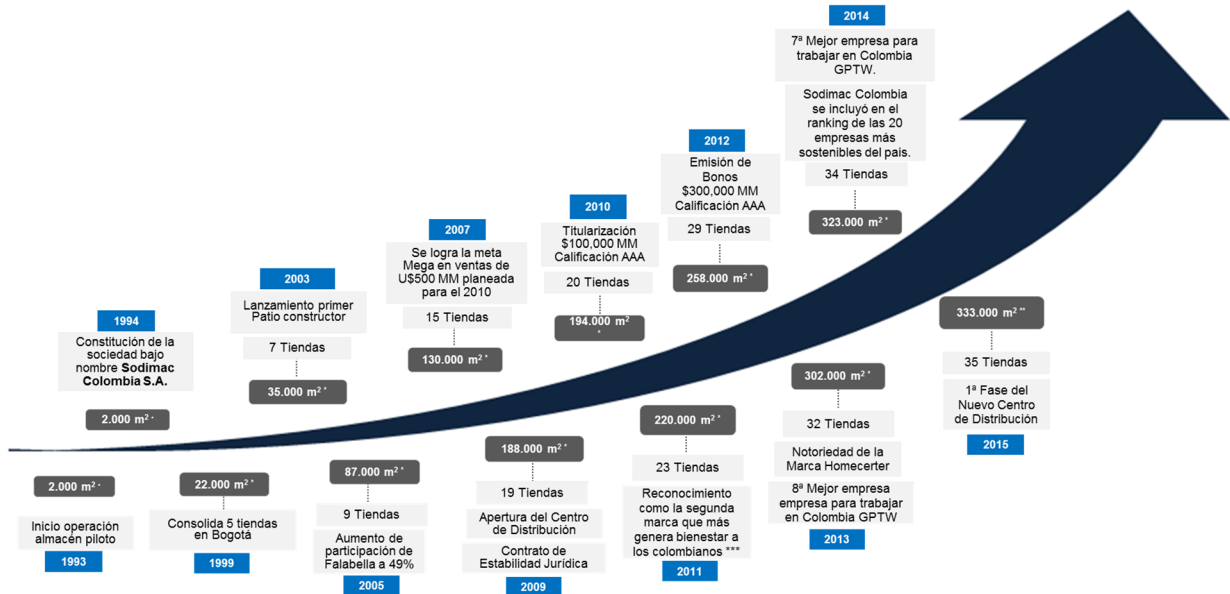 1993
Inicio operación
almacén piloto
2.000 m² *
1994
Constitución de la
sociedad bajo
nombre Sodimac
Colombia S.A.
2.000 m² *
1999
Consolida 5 tiendas
en Bogotá
22.000 m² *
2003
Lanzamiento primer
Patio constructor
7 Tiendas
35.000 m² *
87.000 m² *
9 Tiendas
Aumento de
participación de
Falabella a 49%
2005
2007
Se logra la meta
Mega en ventas de
U$500 MM planeada
para el 2010
15 Tiendas
130.000 m² *
188.000 m² *
19 Tiendas
Apertura del Centro
de Distribución
Contrato de
Estabilidad Jurídica
2009
2010
Titularización
$100,000 MM
Calificación AAA
20 Tiendas
194.000 m²
*
220.000 m² *
23 Tiendas
Reconocimiento
como la segunda
marca que más
genera bienestar a
los colombianos ***
2011
2012
Emisión de
Bonos
$300,000 MM
Calificación AAA
29 Tiendas
258.000 m² *
302.000 m² *
32 Tiendas
Notoriedad de la
Marca Homecerter
8ª Mejor empresa
empresa para trabajar
en Colombia GPTW
2013
2014
7ª Mejor empresa para
trabajar en Colombia
GPTW.
Sodimac Colombia
se incluyó en el
ranking de las 20
empresas más
sostenibles del pais.
34 Tiendas
323.000 m² *
333.000 m² **
35 Tiendas
1ª Fase del
Nuevo Centro
de Distribución
2015